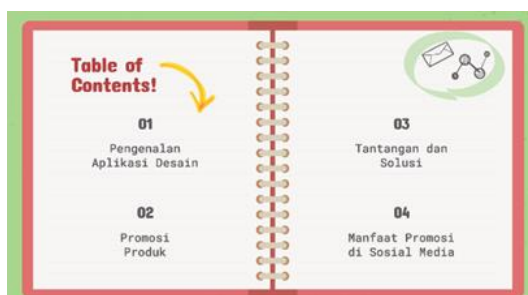 Table of
Contents!
01
Pengenalan
Aplikasi Desain
02
Promosi
Produk
03
Tantangan dan
Solusi
04
Manfaat Promosi
di Sosial Media